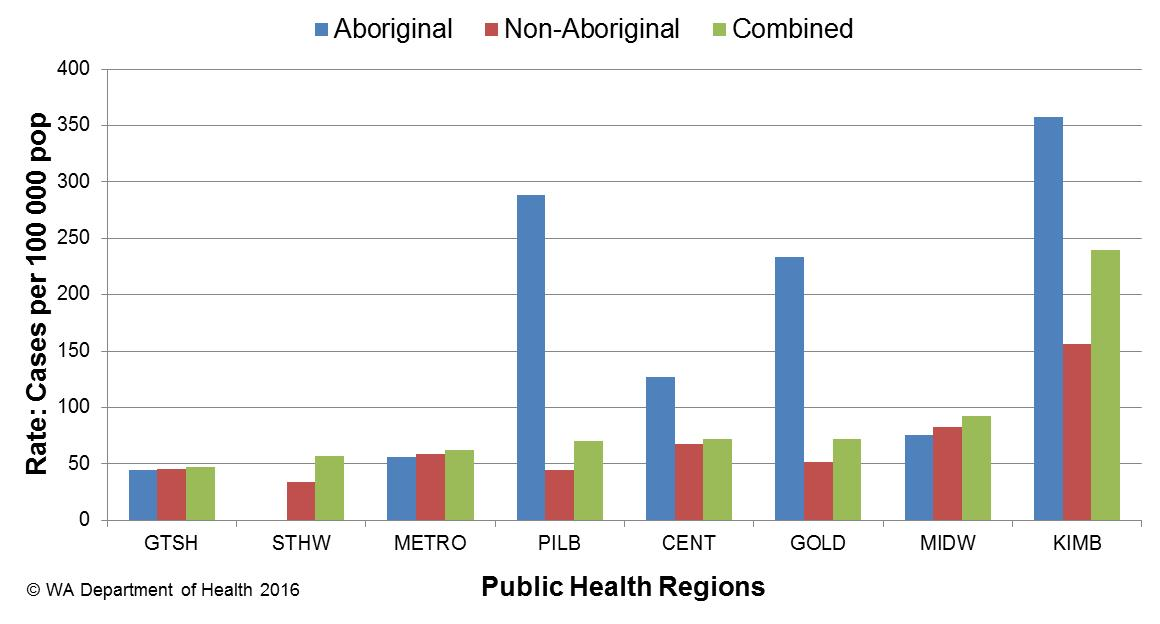 Aboriginal Non-Aboriginal Combined
Rate: Cases per 100 000 pop
400
350
300
250
200
150
100
50
0
GTSH STHW METRO PILB CENT GOLD MIDW KIMB
Public Health Regions
© WA Department of Health 2016